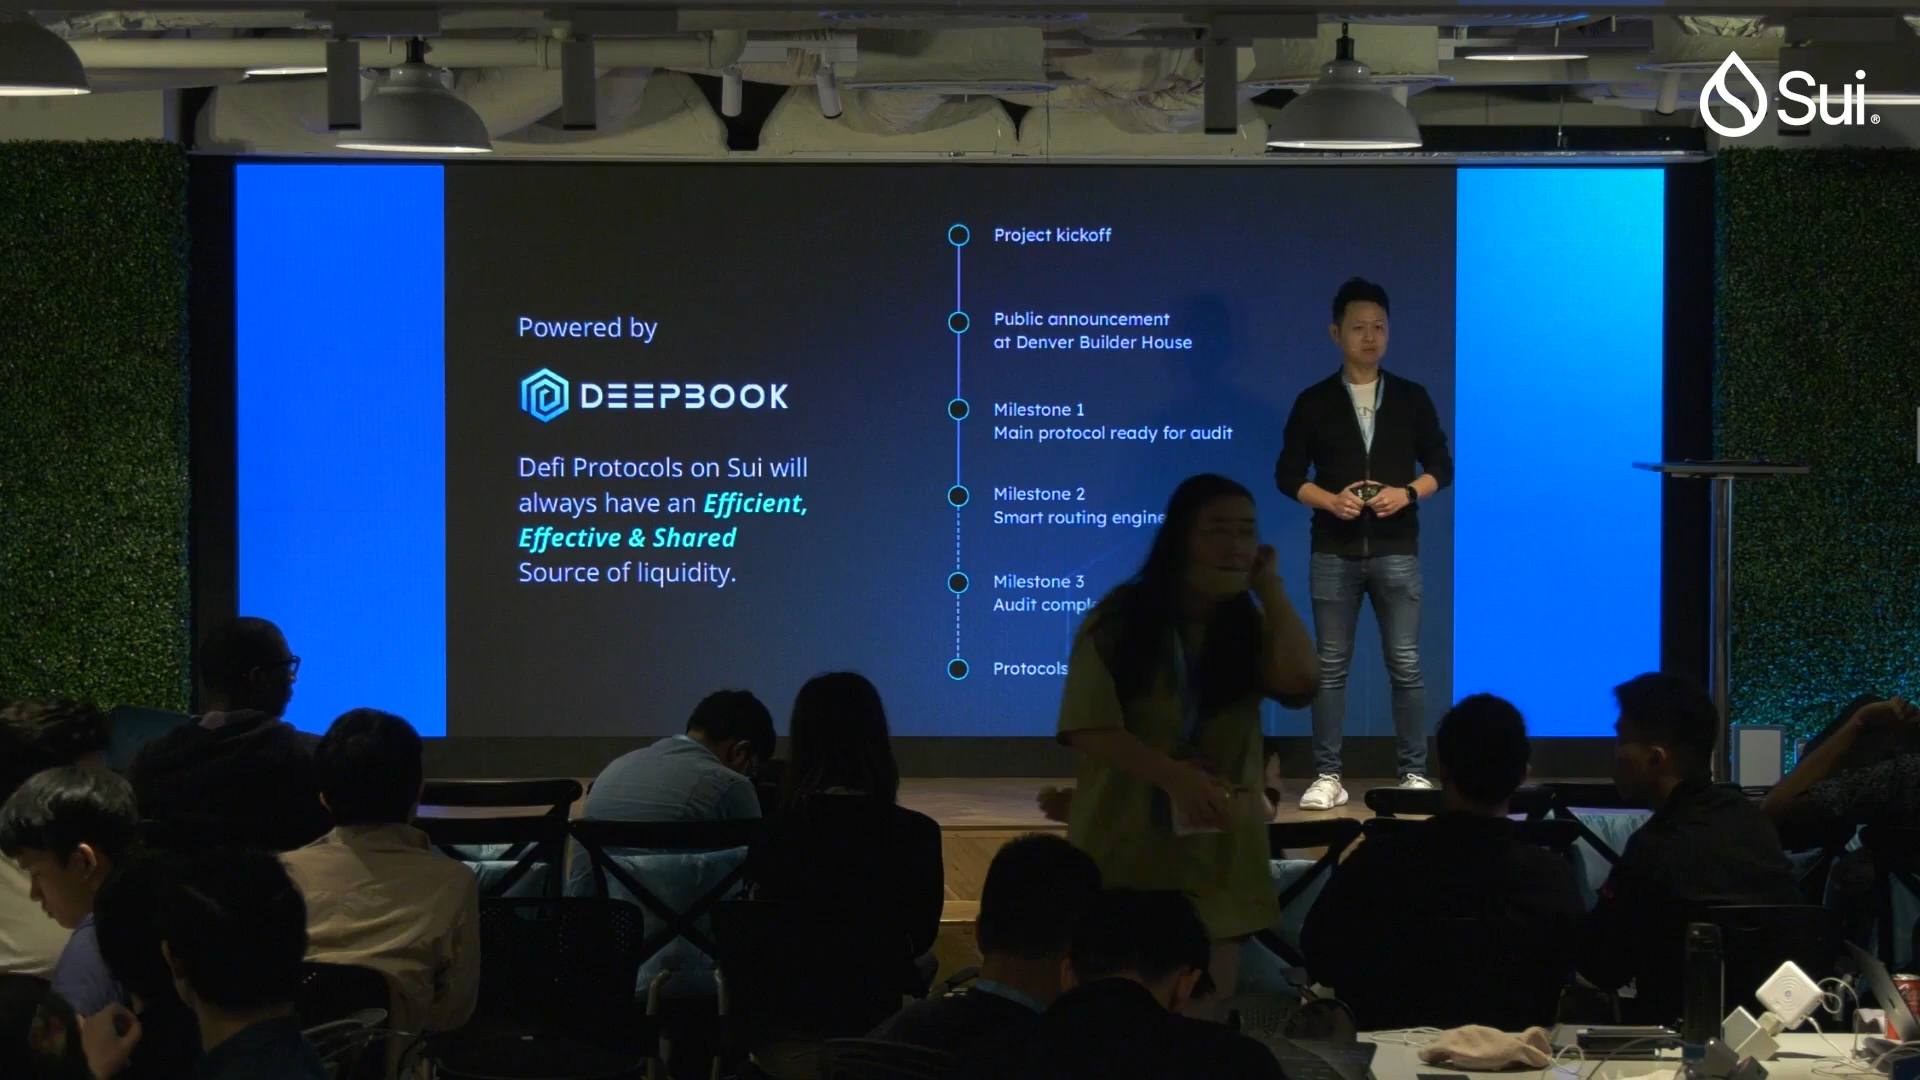 Sui®
Powered by
DEEPBOOK
Defi Protocols on Sui will
always have an Efficient,
Effective & Shared
Source of liquidity.
Project kickoff
Public announcement
at Denver Builder House
Milestone 1
Main protocol ready for audit
Milestone 2
Smart routing engine
Milestone 3
Audit
Protocols